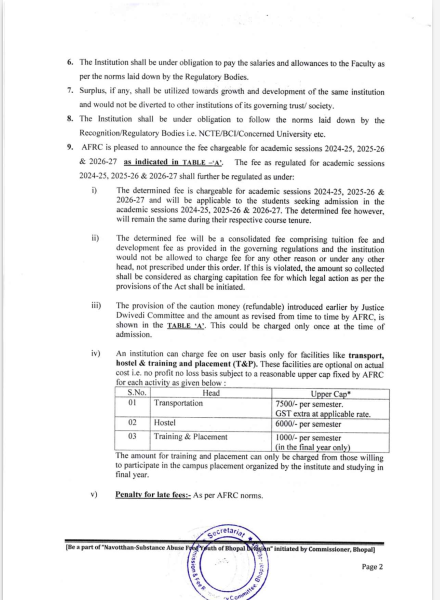 6. The Institution shall be under obligation to pay the salaries and allowances to the Faculty as
per the norms laid down by the Regulatory Bodies.
7. Surplus, if any, shall be utilized towards growth and development of the same institution
and would not be diverted to other institutions of its governing trust/ society.
8. The Institution shall be under obligation to follow the norms laid down by the
Recognition/Regulatory Bodies i.e. NCTE/BCI/Concerned University etc.
9. AFRC is pleased to announce the fee chargeable for academic sessions 2024-25, 2025-26
& 2026-27 as indicated in TABLE –‘A’. The fee as regulated for academic sessions
2024-25, 2025-26 & 2026-27 shall further be regulated as under:
i) The determined fee is chargeable for academic sessions 2024-25, 2025-26 &
2026-27 and will be applicable to the students seeking admission in the
academic sessions 2024-25, 2025-26 & 2026-27. The determined fee however,
will remain the same during their respective course tenure.
ii) The determined fee will be a consolidated fee comprising tuition fee and
development fee as provided in the governing regulations and the institution
would not be allowed to charge fee for any other reason or under any other
head, not prescribed under this order. If this is violated, the amount so collected
shall be considered as charging capitation fee for which legal action as per the
provisions of the Act shall be initiated.
iii) The provision of the caution money (refundable) introduced earlier by Justice
Dwivedi Committee and the amount as revised from time to time by AFRC, is
shown in the TABLE ‘A’. This could be charged only once at the time of
admission.
iv) An institution can charge fee on user basis only for facilities like transport,
hostel & training and placement (T&P). These facilities are optional on actual
cost i.e. no profit no loss basis subject to a reasonable upper cap fixed by AFRC
for each activity as given below :
S.No. Head Upper Cap*
01 Transportation 7500/- per semester.
GST extra at applicable rate.
02 Hostel 6000/- per semester
03 Training & Placement 1000/- per semester
(in the final year only)
The amount for training and placement can only be charged from those willing
to participate in the campus placement organized by the institute and studying in
final year.
v) Penalty for late fees:- As per AFRC norms.
Secretariat
[Be a part of "Navotthan-Substance Abuse Free Youth of Bhopal Division" initiated by Commissioner, Bhopal]
Page 2